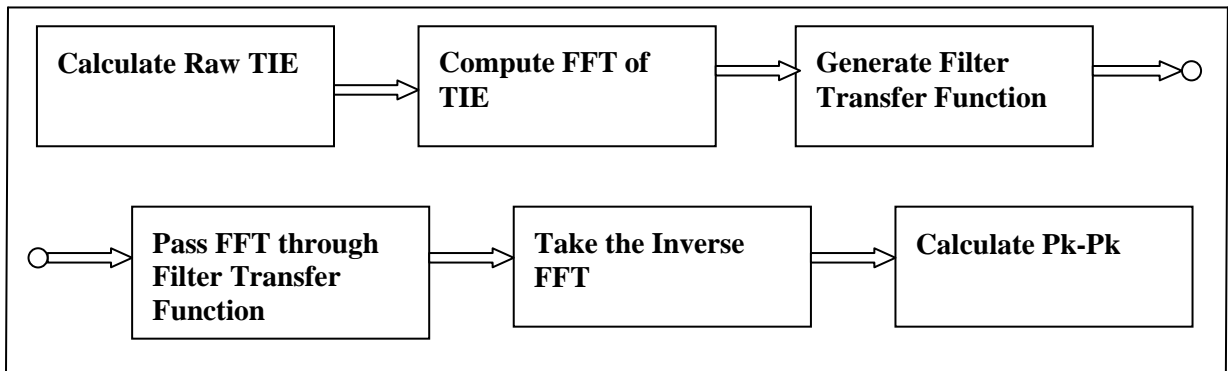 Calculate Raw TIE
Compute FFT of
TIE
Generate Filter
Transfer Function
Pass FFT through
Filter Transfer
Function
Take the Inverse
FFT
Calculate Pk-Pk